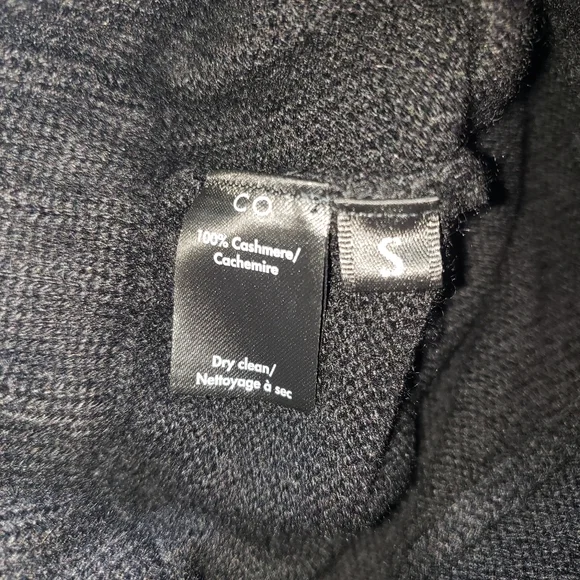 CO
100% Cashmere/
Cachemire
Dry clean/
Nettoyage à sec
S